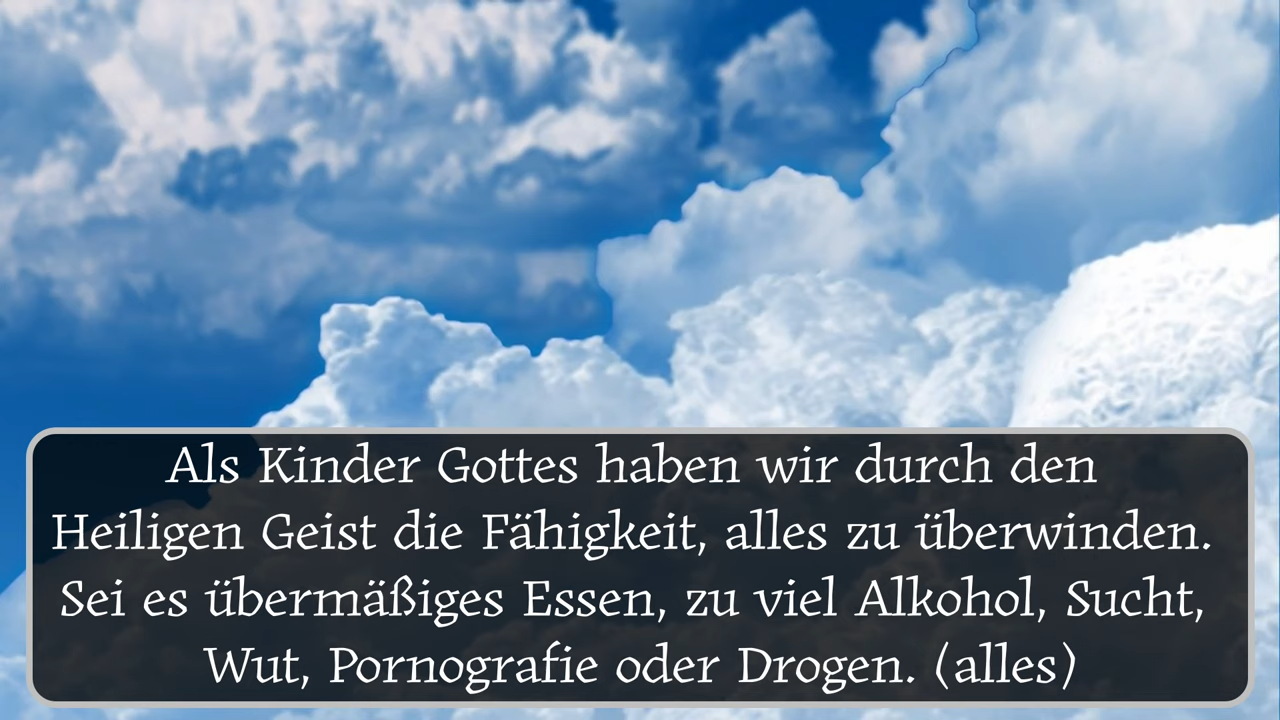 Als Kinder Gottes haben wir durch den
Heiligen Geist die Fähigkeit, alles zu überwinden.
Sei es übermäßiges Essen, zu viel Alkohol, Sucht,
Wut, Pornografie oder Drogen. (alles)